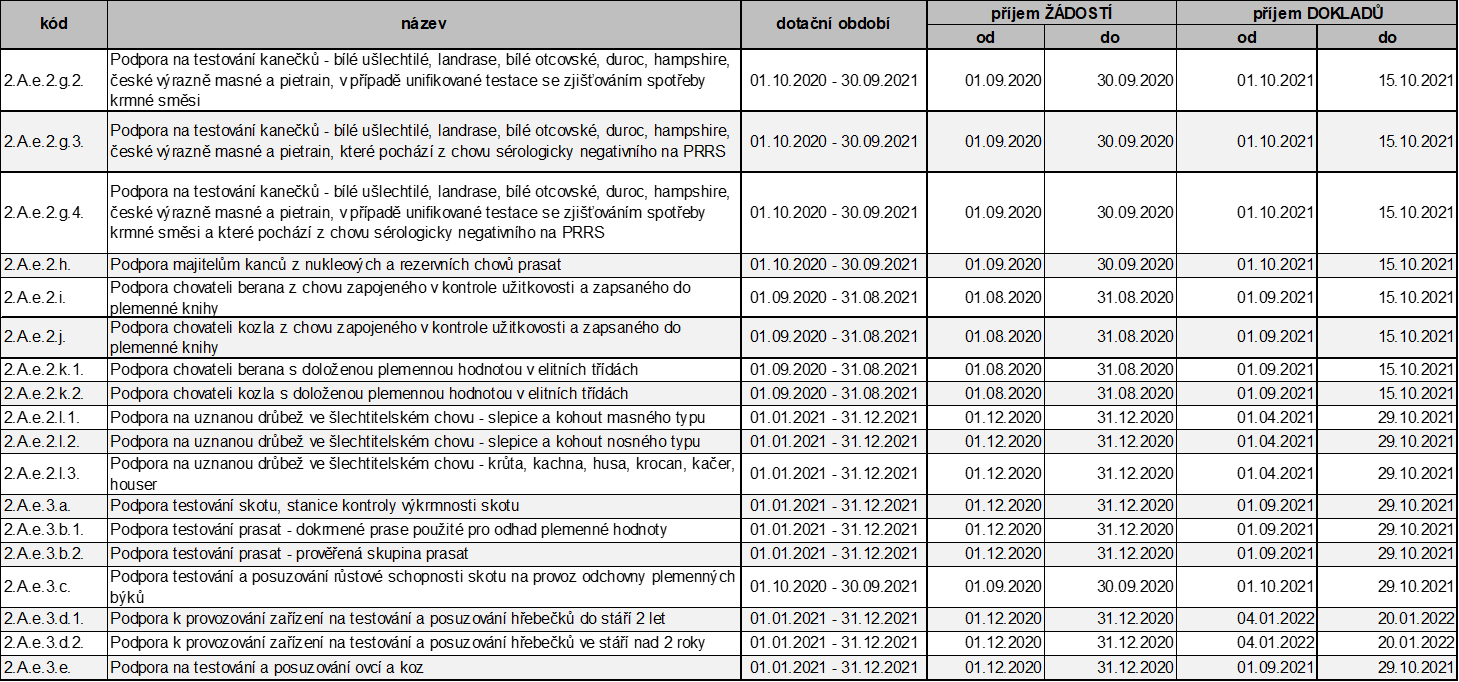 kód název dotační období příjem ŽÁDOSTÍ příjem DOKLADŮ
od do od do
2.A.e.2.g.2. Podpora na testování kanečků - bílé ušlechtilé, landrase, bílé otcovské, duroc, hampshire,
české výrazně masné a pietrain, v případě unifikované testace se zjišťováním spotřeby
krmné směsi 01.10.2020 - 30.09.2021 01.09.2020 30.09.2020 01.10.2021 15.10.2021
2.A.e.2.g.3. Podpora na testování kanečků - bílé ušlechtilé, landrase, bílé otcovské, duroc, hampshire,
české výrazně masné a pietrain, které pochází z chovu sérologicky negativního na PRRS 01.10.2020 - 30.09.2021 01.09.2020 30.09.2020 01.10.2021 15.10.2021
2.A.e.2.g.4. Podpora na testování kanečků - bílé ušlechtilé, landrase, bílé otcovské, duroc, hampshire,
české výrazně masné a pietrain, v případě unifikované testace se zjišťováním spotřeby
krmné směsi a které pochází z chovu sérologicky negativního na PRRS 01.10.2020 - 30.09.2021 01.09.2020 30.09.2020 01.10.2021 15.10.2021
2.A.e.2.h. Podpora majitelům kanců z nukleových a rezervních chovů prasat 01.10.2020 - 30.09.2021 01.09.2020 30.09.2020 01.10.2021 15.10.2021
2.A.e.2.i. Podpora chovateli berana z chovu zapojeného v kontrole užitkovosti a zapsaného do
plemenné knihy 01.09.2020 - 31.08.2021 01.08.2020 31.08.2020 01.09.2021 15.10.2021
2.A.e.2.j. Podpora chovateli kozla z chovu zapojeného v kontrole užitkovosti a zapsaného do
plemenné knihy 01.09.2020 - 31.08.2021 01.08.2020 31.08.2020 01.09.2021 15.10.2021
2.A.e.2.k.1. Podpora chovateli berana s doloženou plemennou hodnotou v elitních třídách 01.09.2020 - 31.08.2021 01.08.2020 31.08.2020 01.09.2021 15.10.2021
2.A.e.2.k.2. Podpora chovateli kozla s doloženou plemennou hodnotou v elitních třídách 01.09.2020 - 31.08.2021 01.08.2020 31.08.2020 01.09.2021 15.10.2021
2.A.e.2.l.1. Podpora na uznanou drůbež ve šlechtitelském chovu - slepice a kohout masného typu 01.01.2021 - 31.12.2021 01.12.2020 31.12.2020 01.04.2021 29.10.2021
2.A.e.2.l.2. Podpora na uznanou drůbež ve šlechtitelském chovu - slepice a kohout nosného typu 01.01.2021 - 31.12.2021 01.12.2020 31.12.2020 01.04.2021 29.10.2021
2.A.e.2.l.3. Podpora na uznanou drůbež ve šlechtitelském chovu - krůta, kachna, husa, krocan, kačer,
houser 01.01.2021 - 31.12.2021 01.12.2020 31.12.2020 01.04.2021 29.10.2021
2.A.e.3.a. Podpora testování skotu, stanice kontroly výkrmnosti skotu 01.01.2021 - 31.12.2021 01.12.2020 31.12.2020 01.09.2021 29.10.2021
2.A.e.3.b.1. Podpora testování prasat - dokrmené prase použité pro odhad plemenné hodnoty 01.01.2021 - 31.12.2021 01.12.2020 31.12.2020 01.09.2021 29.10.2021
2.A.e.3.b.2. Podpora testování prasat - prověřená skupina prasat 01.01.2021 - 31.12.2021 01.12.2020 31.12.2020 01.09.2021 29.10.2021
2.A.e.3.c. Podpora testování a posuzování růstové schopnosti skotu na provoz odchovny plemenných
býků 01.10.2020 - 30.09.2021 01.09.2020 30.09.2020 01.10.2021 29.10.2021
2.A.e.3.d.1. Podpora k provozování zařízení na testování a posuzování hřebečků do stáří 2 let 01.01.2021 - 31.12.2021 01.12.2020 31.12.2020 04.01.2022 20.01.2022
2.A.e.3.d.2. Podpora k provozování zařízení na testování a posuzování hřebečků ve stáří nad 2 roky 01.01.2021 - 31.12.2021 01.12.2020 31.12.2020 04.01.2022 20.01.2022
2.A.e.3.e. Podpora na testování a posuzování ovcí a koz 01.01.2021 - 31.12.2021 01.12.2020 31.12.2020 01.09.2021 29.10.2021